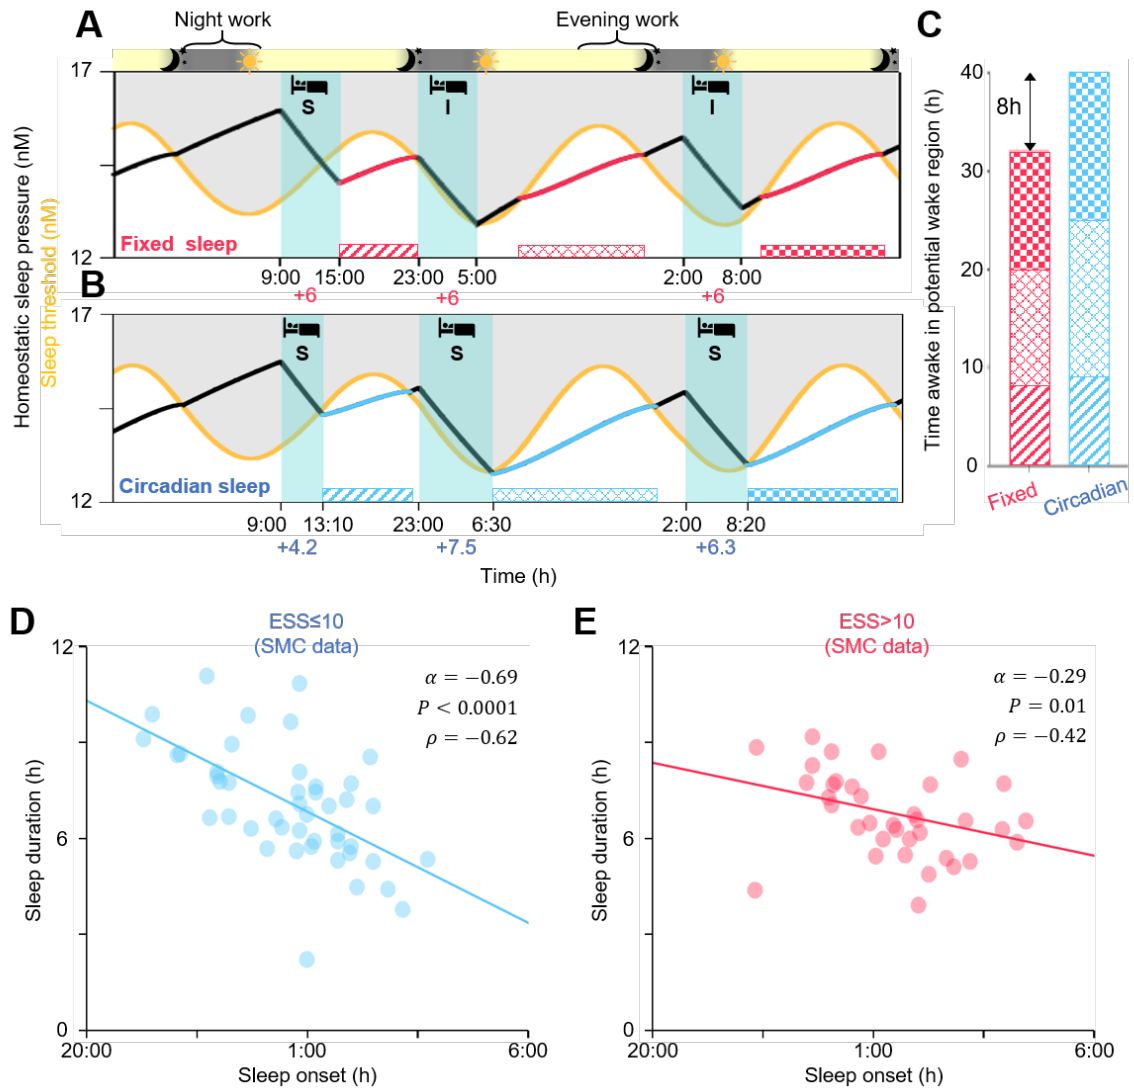 A
Night work
Evening work
C
Homeostatic sleep pressure (nM)
Sleep threshold (nM)
17
12
S
I
I
Fixed sleep
9:00 15:00 23:00 5:00 2:00 8:00
+6 +6 +6
B
17
12
S
S
S
Circadian sleep
9:00 13:10 23:00 6:30 2:00 8:20
+4.2 +7.5 +6.3
Time (h)
Time awake in potential wake region (h)
40
30
20
10
0
8h
Fixed
Circadian
D
ESS≤10
(SMC data)
α = −0.69
P < 0.0001
ρ = −0.62
Sleep duration (h)
12
6
0
20:00 1:00 6:00
Sleep onset (h)
E
ESS>10
(SMC data)
α = −0.29
P = 0.01
ρ = −0.42
Sleep duration (h)
12
6
0
20:00 1:00 6:00
Sleep onset (h)